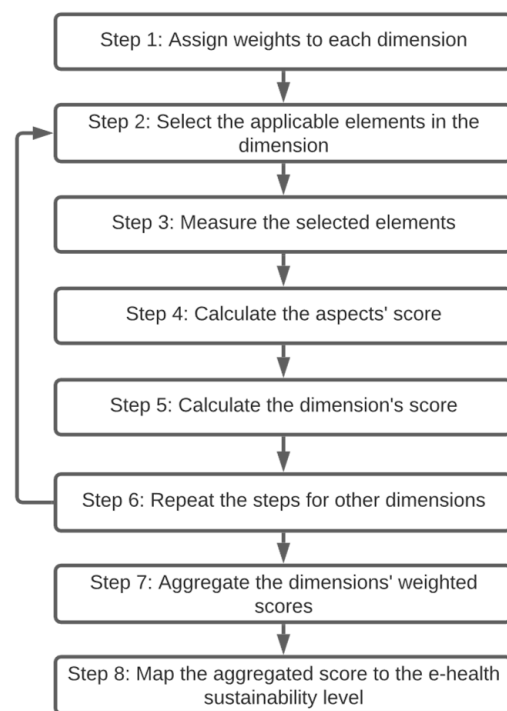 Step 1: Assign weights to each dimension
Step 2: Select the applicable elements in the
dimension
Step 3: Measure the selected elements
Step 4: Calculate the aspects' score
Step 5: Calculate the dimension's score
Step 6: Repeat the steps for other dimensions
Step 7: Aggregate the dimensions' weighted
scores
Step 8: Map the aggregated score to the e-health
sustainability level